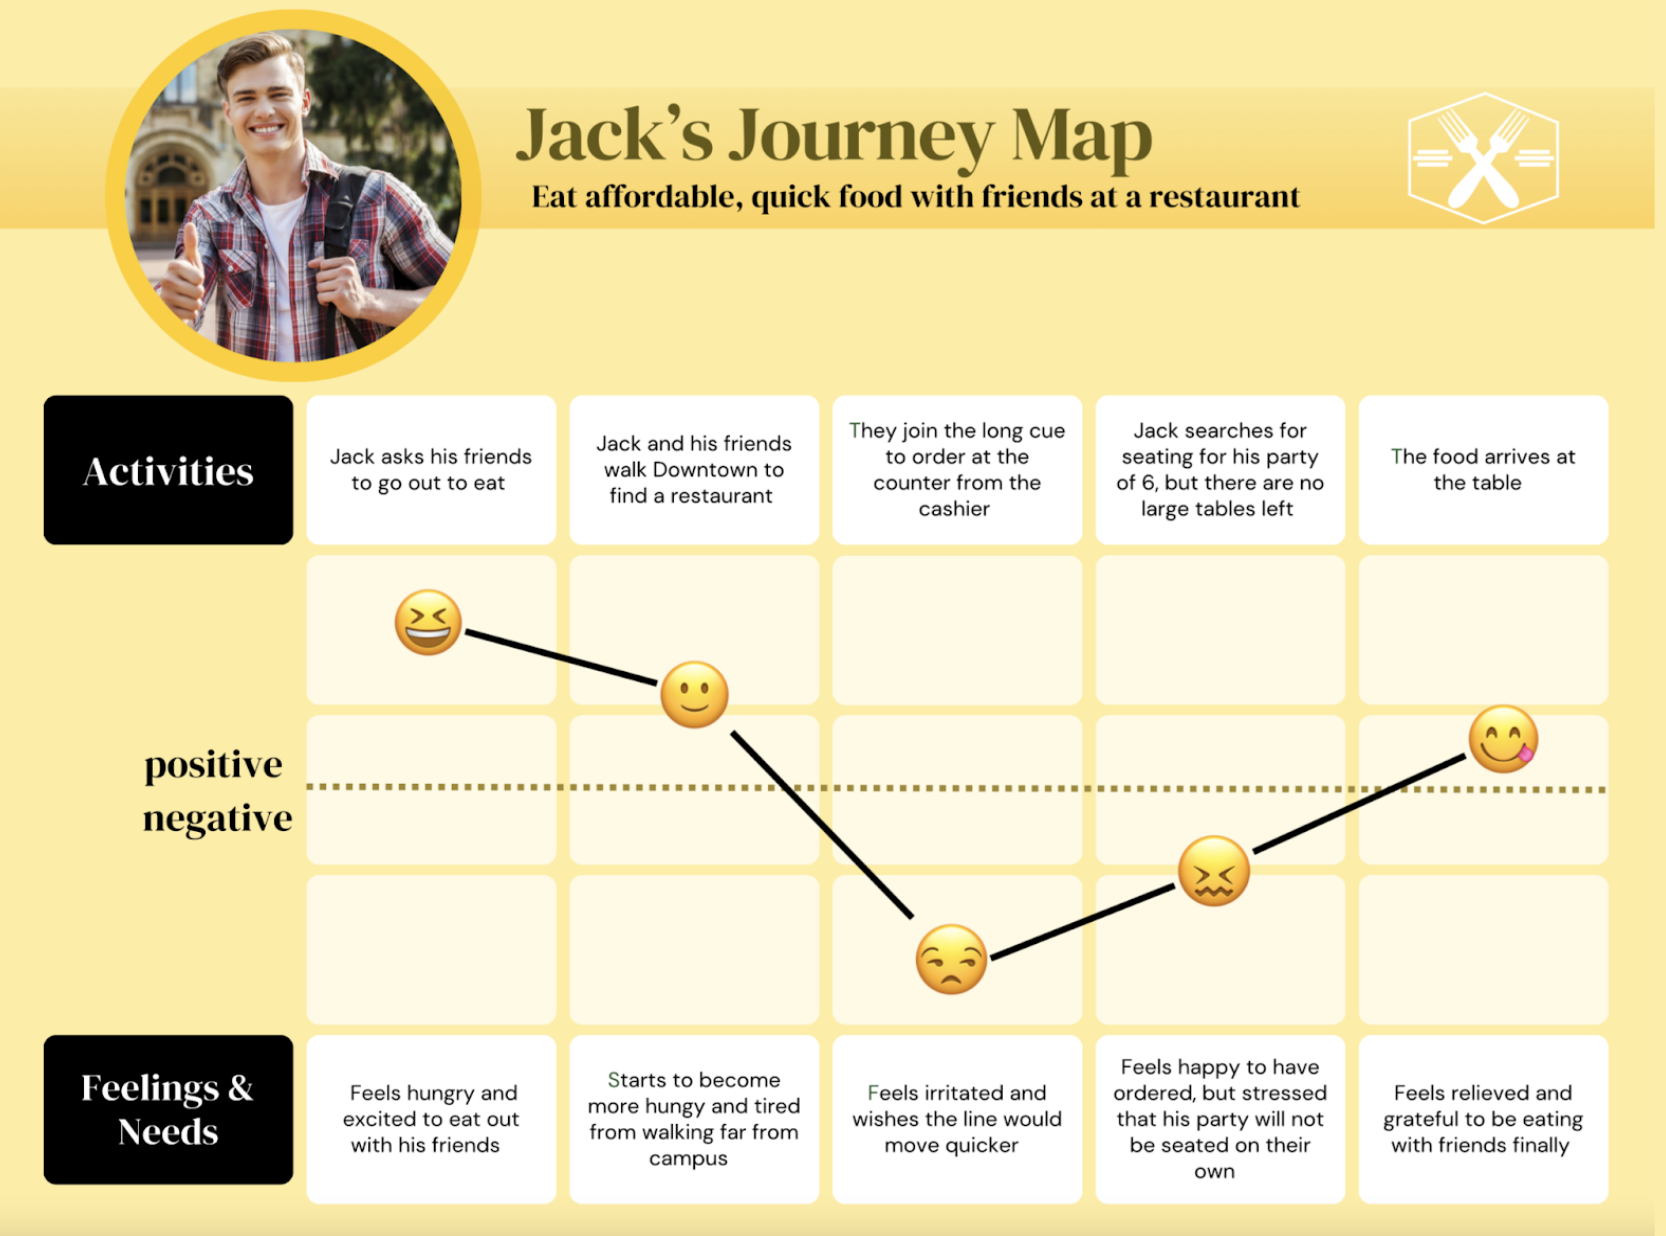 Jack's Journey Map
Eat affordable, quick food with friends at a restaurant
Activities
Jack asks his friends
to go out to eat
Jack and his friends
walk Downtown to
find a restaurant
They join the long cue
to order at the
counter from the
cashier
Jack searches for
seating for his party
of 6, but there are no
large tables left
The food arrives at
the table
positive
negative
Feelings &
Needs
Feels hungry and
excited to eat out
with his friends
Starts to become
more hungy and tired
from walking far from
campus
Feels irritated and
wishes the line would
move quicker
Feels happy to have
ordered, but stressed
that his party will not
be seated on their
own
Feels relieved and
grateful to be eating
with friends finally